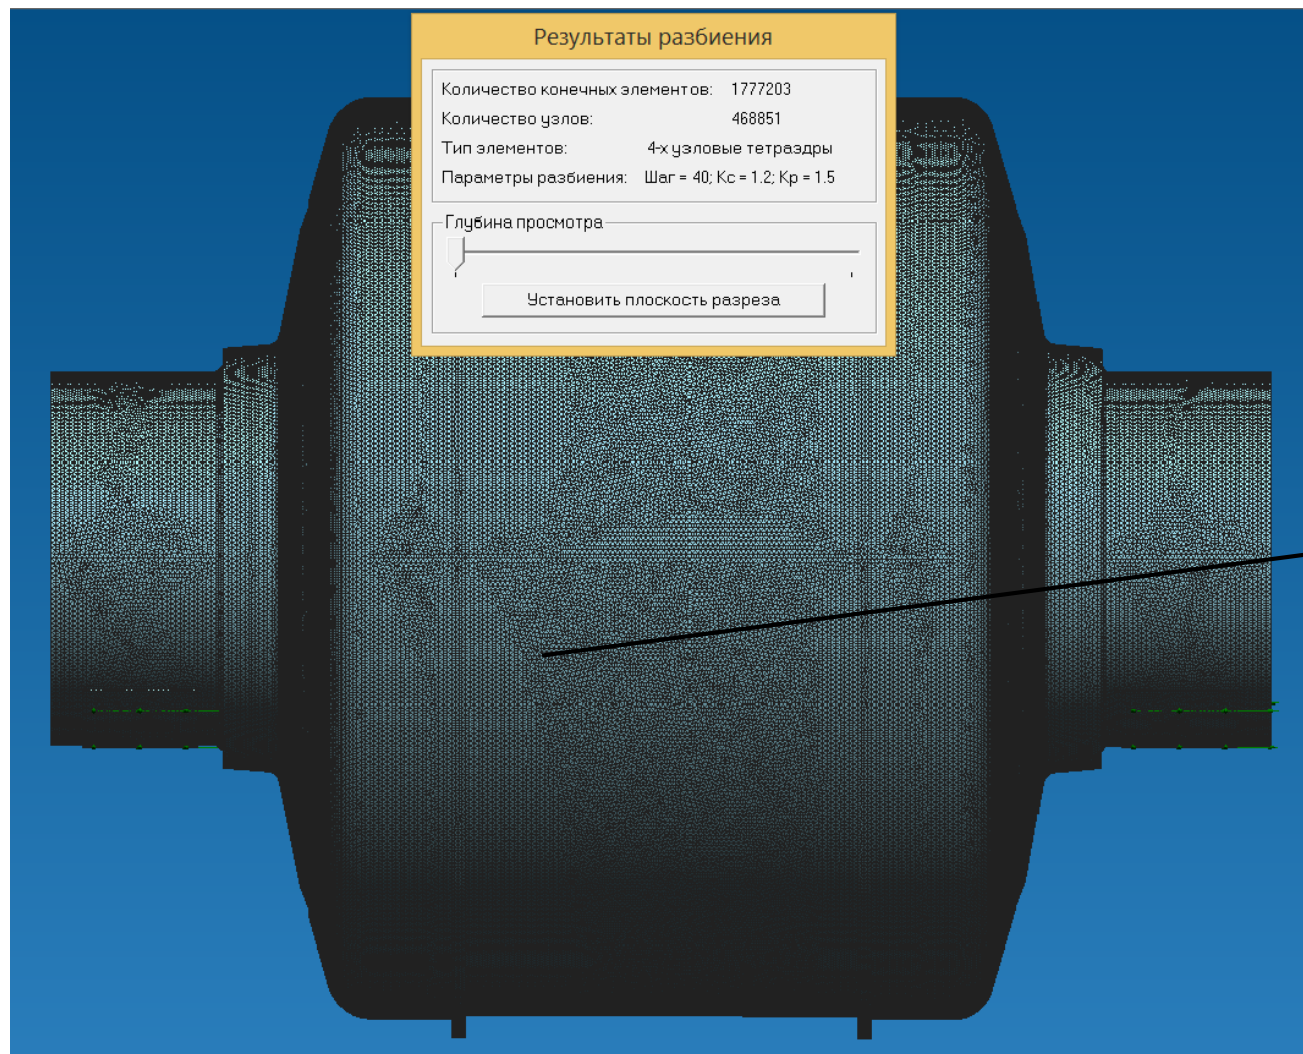 Результаты разбиения
Количество конечных элементов: 1777203
Количество узлов: 468851
Тип элементов: 4-х узловые тетраэдры
Параметры разбиения: Шаг = 40; Кс = 1.2; Кр = 1.5
Глубина просмотра
Установить плоскость разреза